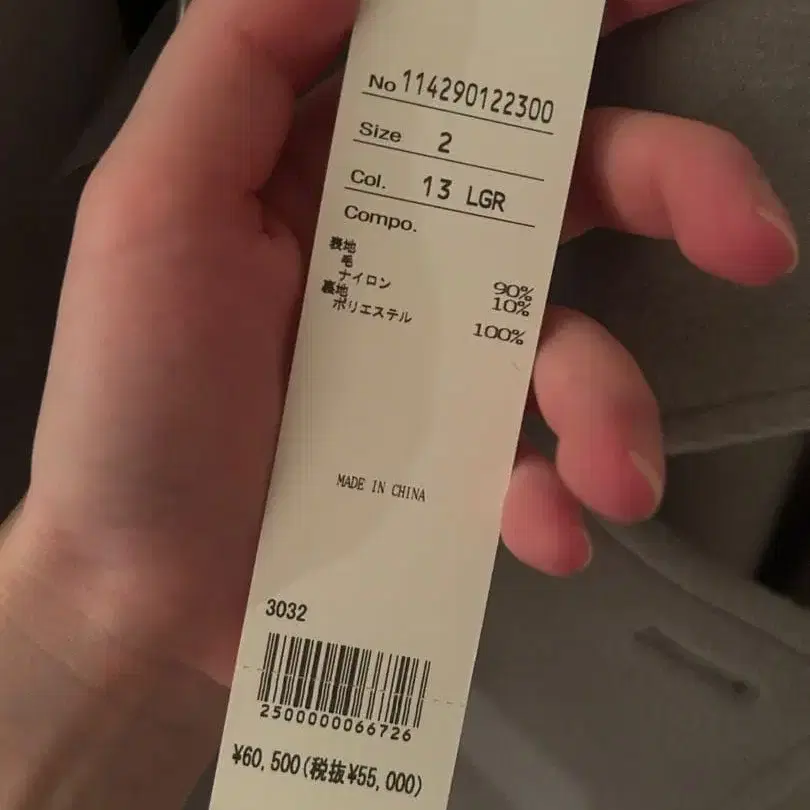 No 114290122300
Size 2
Col. 13 LGR
Compo.
表地
毛 90%
ナイロン 10%
裏地
ポリエステル 100%
MADE IN CHINA
3032
2500000066726
¥60,500(税抜¥55,000)